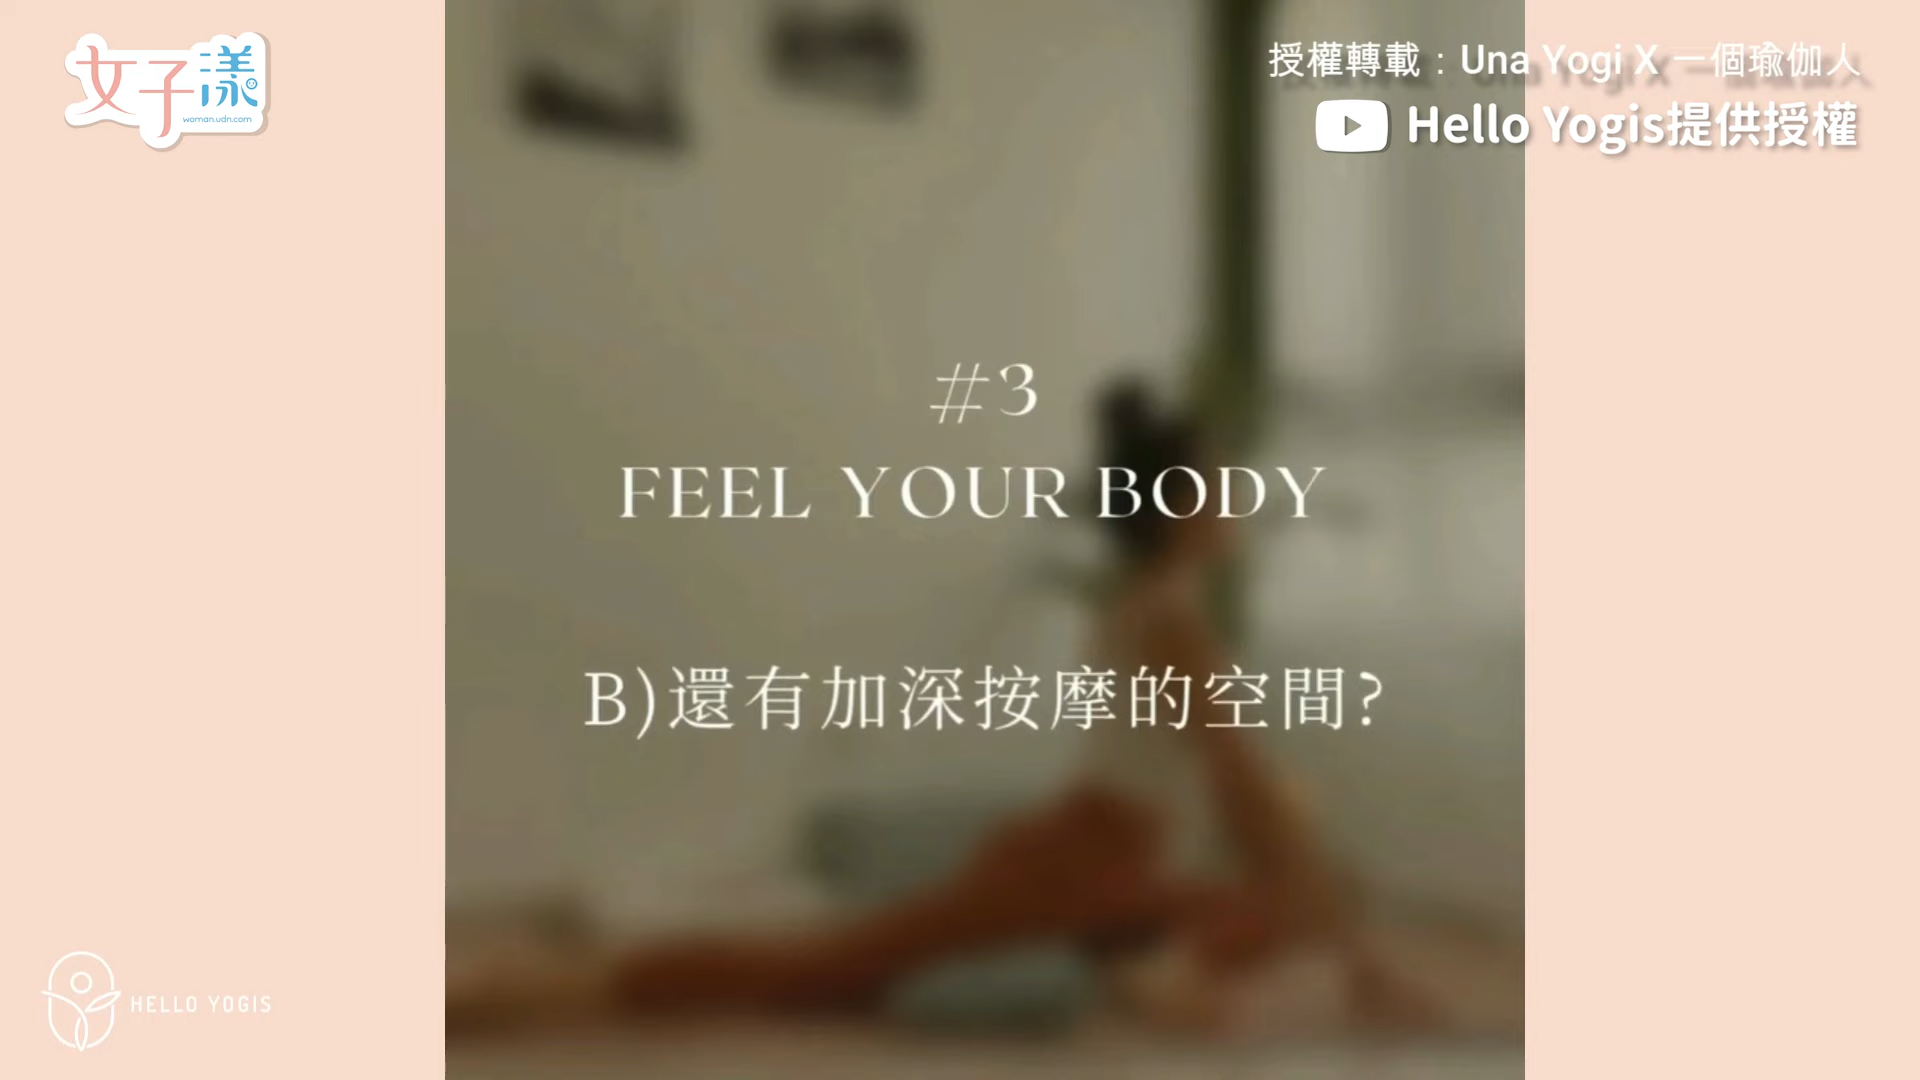 女子漾
woman.udn.com
授權轉載：Una Yogi X 一個瑜伽人
Hello Yogis提供授權
#3
FEEL YOUR BODY
B)還有加深按摩的空間?
HELLO YOGIS